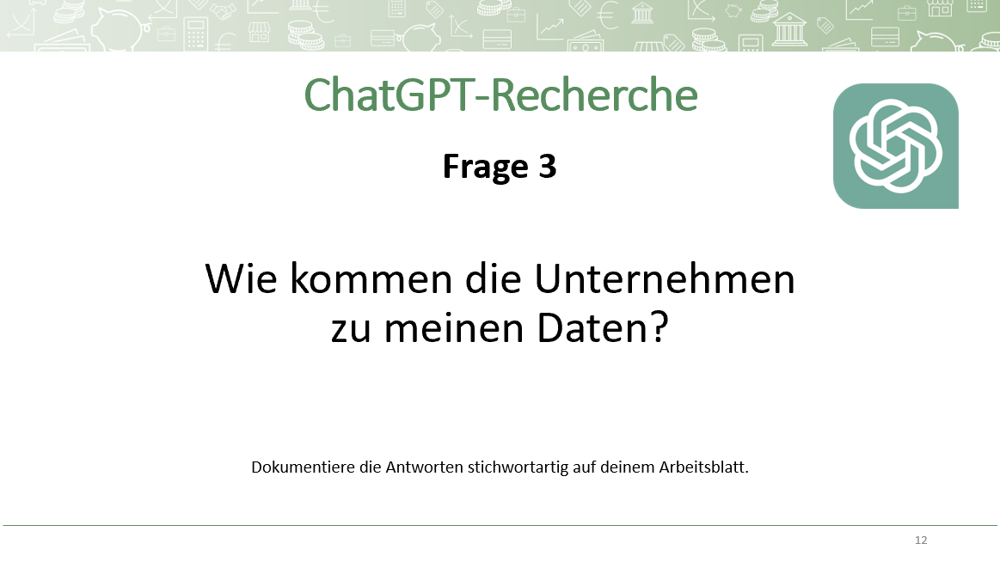 ChatGPT-Recherche
Frage 3
Wie kommen die Unternehmen
zu meinen Daten?
Dokumentiere die Antworten stichwortartig auf deinem Arbeitsblatt.
12